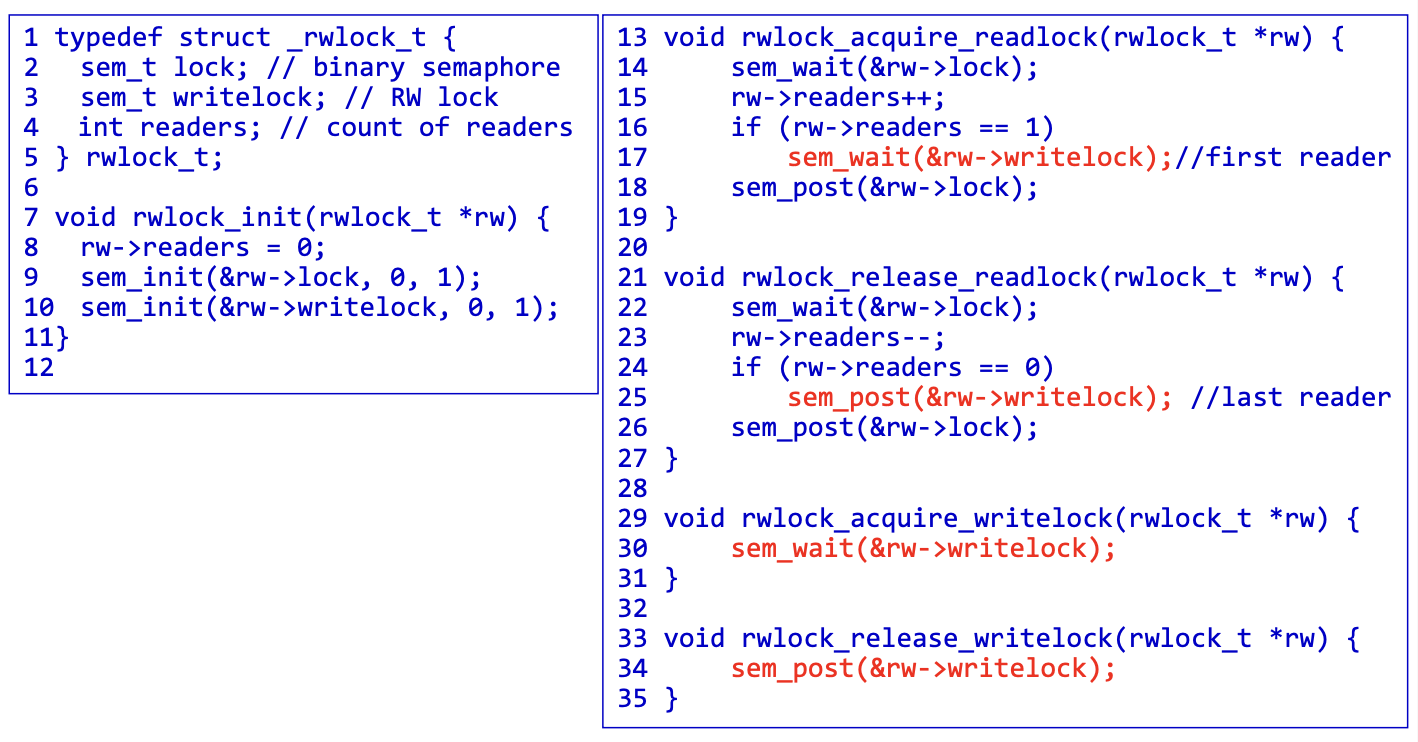 1 typedef struct _rwlock_t {
2   sem_t lock; // binary semaphore
3   sem_t writelock; // RW lock
4   int readers; // count of readers
5 } rwlock_t;
6
7 void rwlock_init(rwlock_t *rw) {
8   rw->readers = 0;
9   sem_init(&rw->lock, 0, 1);
10  sem_init(&rw->writelock, 0, 1);
11}
12
13 void rwlock_acquire_readlock(rwlock_t *rw) {
14     sem_wait(&rw->lock);
15     rw->readers++;
16     if (rw->readers == 1)
17         sem_wait(&rw->writelock);//first reader
18     sem_post(&rw->lock);
19 }
20
21 void rwlock_release_readlock(rwlock_t *rw) {
22     sem_wait(&rw->lock);
23     rw->readers--;
24     if (rw->readers == 0)
25         sem_post(&rw->writelock); //last reader
26     sem_post(&rw->lock);
27 }
28
29 void rwlock_acquire_writelock(rwlock_t *rw) {
30     sem_wait(&rw->writelock);
31 }
32
33 void rwlock_release_writelock(rwlock_t *rw) {
34     sem_post(&rw->writelock);
35 }